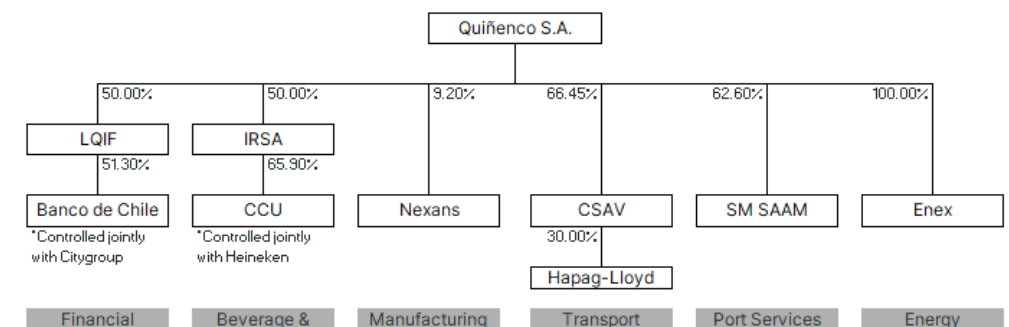 Quiñenco S.A.
50.00%
50.00%
9.20%
66.45%
62.60%
100.00%
LQIF
IRSA
51.30%
65.90%
Banco de Chile
CCU
Nexans
CSAV
SM SAAM
Enex
*Controlled jointly
with Citygroup
*Controlled jointly
with Heineken
30.00%
Hapag-Lloyd
Financial
Beverage &
Manufacturing
Transport
Port Services
Energy